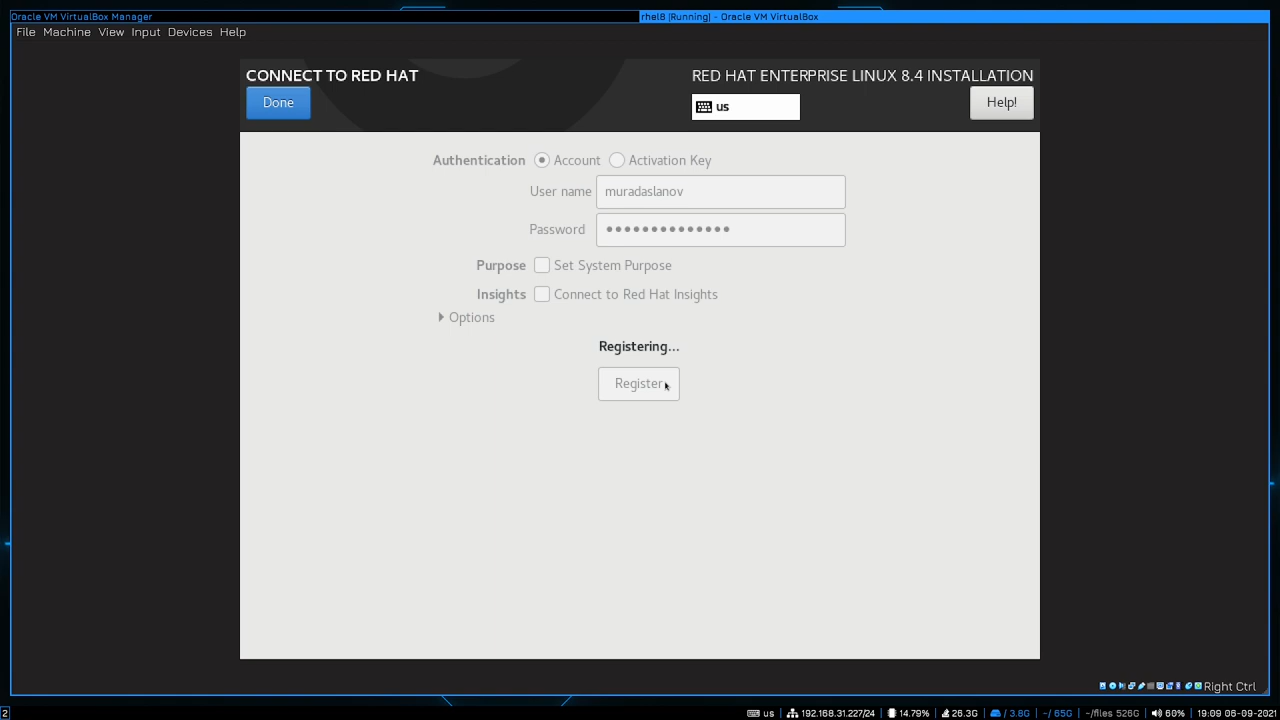 Oracle VM VirtualBox Manager
rhel8 [Running] - Oracle VM VirtualBox
File Machine View Input Devices Help
CONNECT TO RED HAT
RED HAT ENTERPRISE LINUX 8.4 INSTALLATION
Done
us
Help!
Authentication Account Activation Key
User name muradaslanov
Password ●●●●●●●●●●●●●●
Purpose Set System Purpose
Insights Connect to Red Hat Insights
Options
Registering...
Register
Right Ctrl
2
us 192.168.31.227/24 14.79% 26.3G / 3.8G ~/ 65G ~/files 526G 60% 19:09 06-09-2021